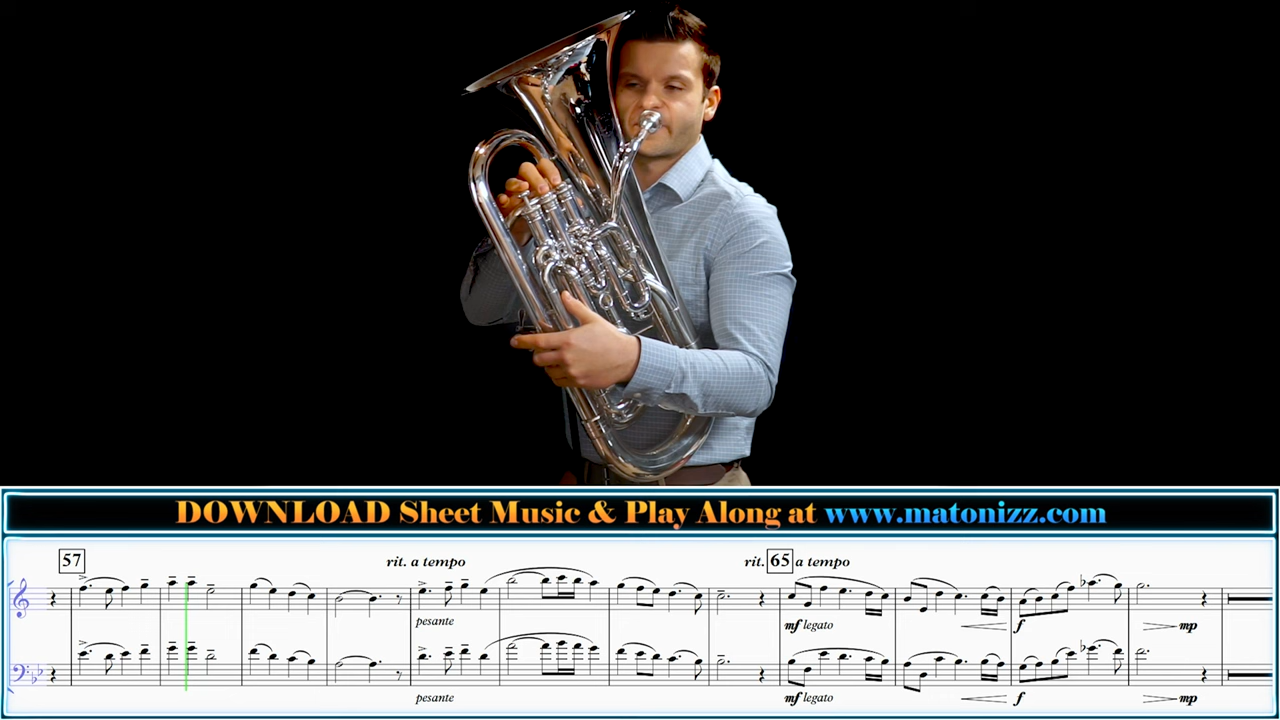 DOWNLOAD Sheet Music & Play Along at www.matonizz.com
57 rit. a tempo rit. 65 a tempo
pesante mf legato f mp
pesante mf legato f mp